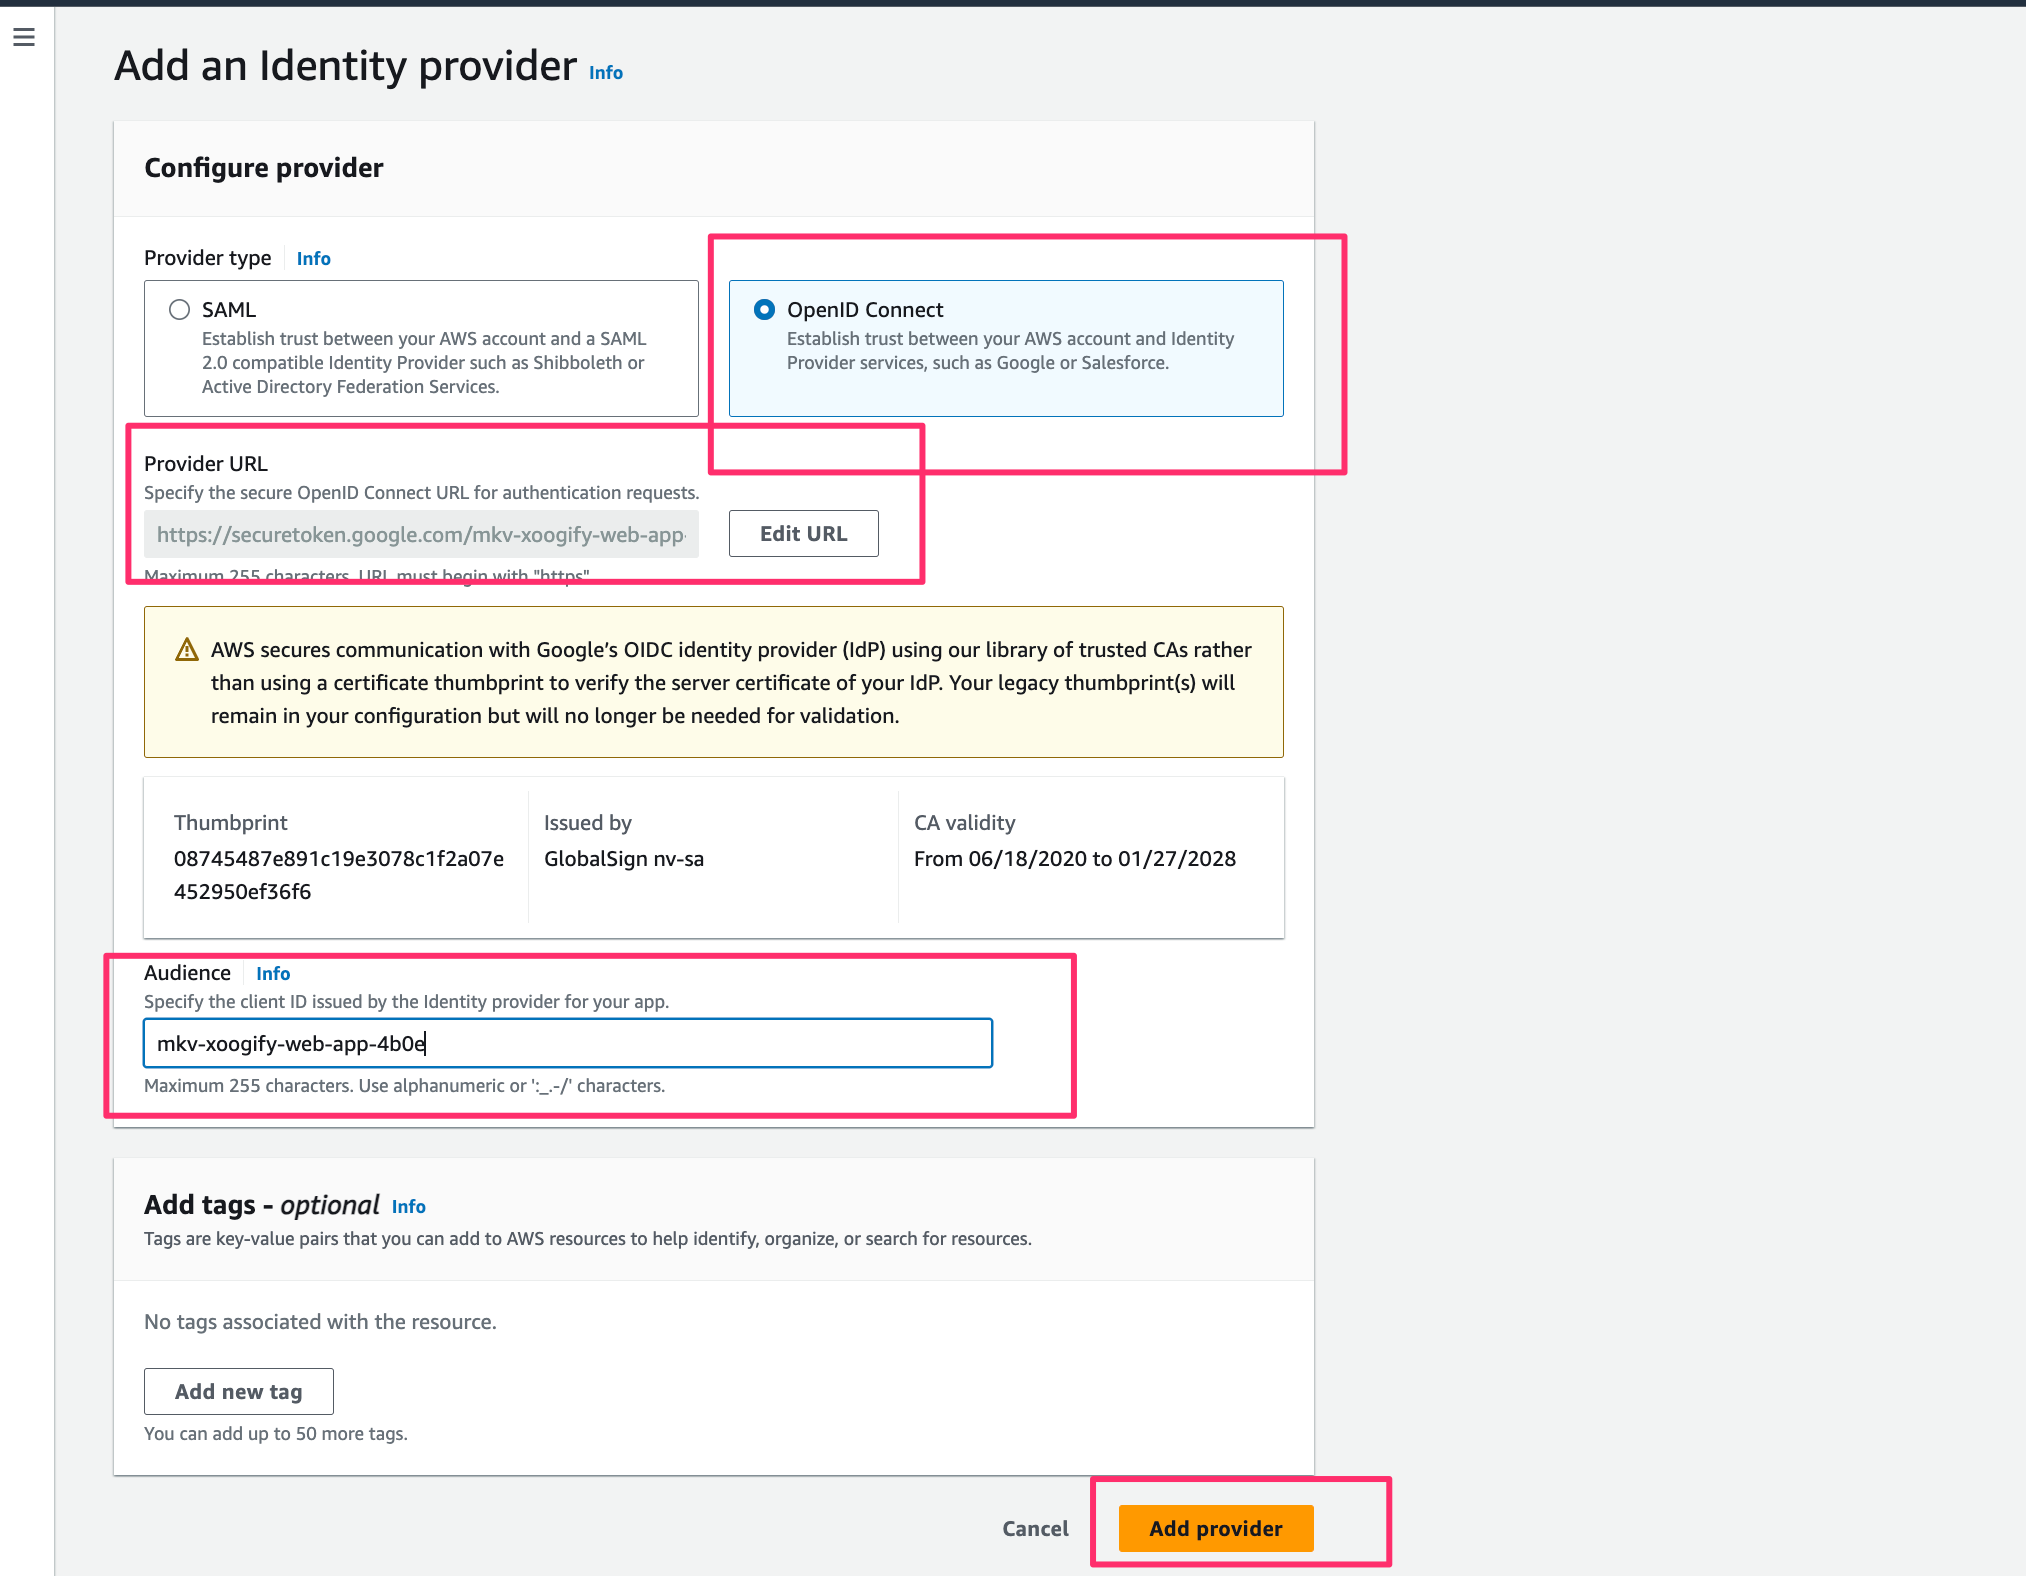 Add an Identity provider Info
Configure provider
Provider type Info
SAML
Establish trust between your AWS account and a SAML
2.0 compatible Identity Provider such as Shibboleth or
Active Directory Federation Services.
OpenID Connect
Establish trust between your AWS account and Identity
Provider services, such as Google or Salesforce.
Provider URL
Specify the secure OpenID Connect URL for authentication requests.
https://securetoken.google.com/mkv-xoogify-web-app-
Edit URL
Maximum 255 characters. URL must begin with "https"
AWS secures communication with Google’s OIDC identity provider (IdP) using our library of trusted CAs rather
than using a certificate thumbprint to verify the server certificate of your IdP. Your legacy thumbprint(s) will
remain in your configuration but will no longer be needed for validation.
Thumbprint
08745487e891c19e3078c1f2a07e
452950ef36f6
Issued by
GlobalSign nv-sa
CA validity
From 06/18/2020 to 01/27/2028
Audience Info
Specify the client ID issued by the Identity provider for your app.
mkv-xoogify-web-app-4b0e
Maximum 255 characters. Use alphanumeric or ':_.-/' characters.
Add tags - optional Info
Tags are key-value pairs that you can add to AWS resources to help identify, organize, or search for resources.
No tags associated with the resource.
Add new tag
You can add up to 50 more tags.
Cancel
Add provider